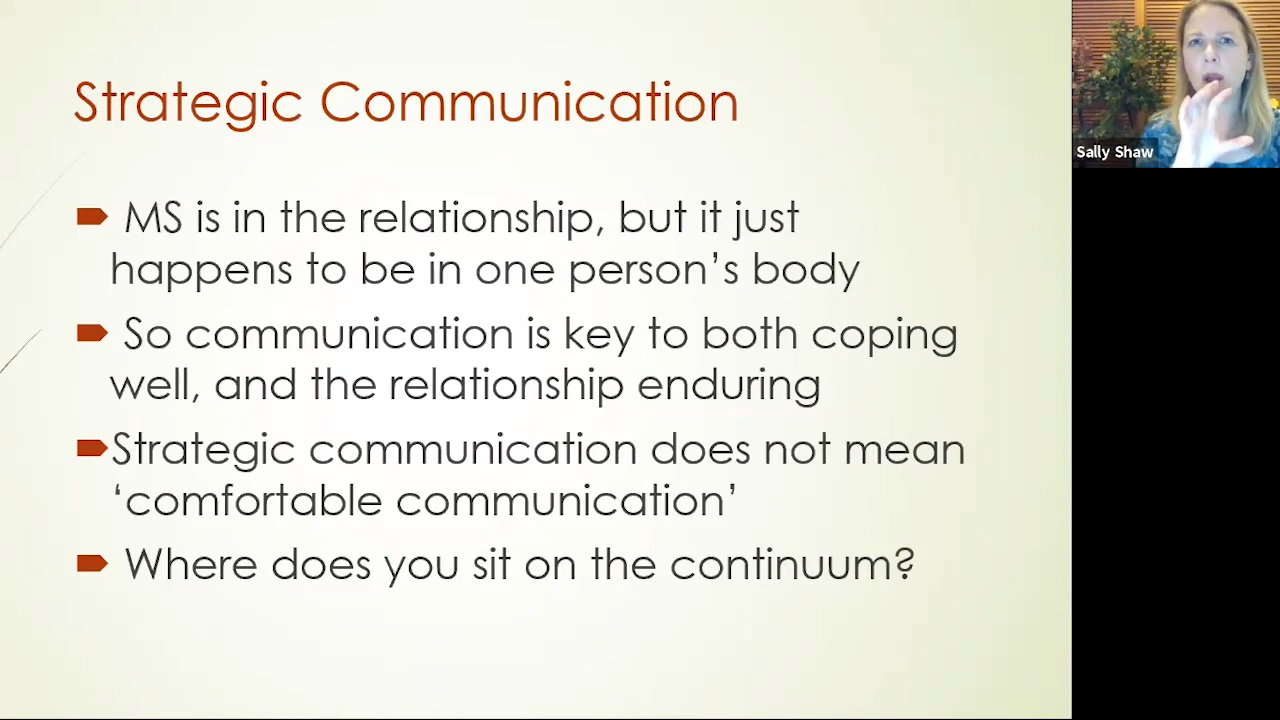 Strategic Communication
MS is in the relationship, but it just
happens to be in one person's body
So communication is key to both coping
well, and the relationship enduring
Strategic communication does not mean
‘comfortable communication’
Where does you sit on the continuum?
Sally Shaw